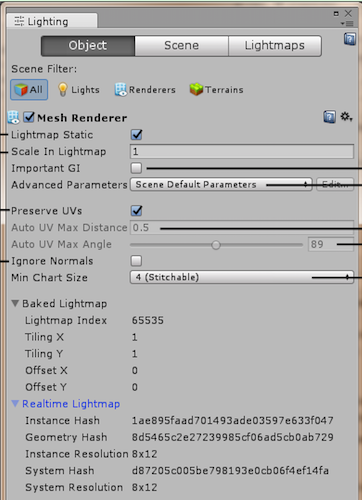 Lighting
Object Scene Lightmaps
Scene Filter:
All Lights Renderers Terrains
Mesh Renderer
Lightmap Static
Scale In Lightmap 1
Important GI
Advanced Parameters Scene Default Parameters Edit...
Preserve UVs
Auto UV Max Distance 0.5
Auto UV Max Angle 89
Ignore Normals
Min Chart Size 4 (Stitchable)
Baked Lightmap
Lightmap Index 65535
Tiling X 1
Tiling Y 1
Offset X 0
Offset Y 0
Realtime Lightmap
Instance Hash 1ae895faad701493ade03597e633f047
Geometry Hash 8d5465c2e27239985cf06ad5cb0ab729
Instance Resolution 8x12
System Hash d87205c005be798193e0cb06f4ef14fa
System Resolution 8x12